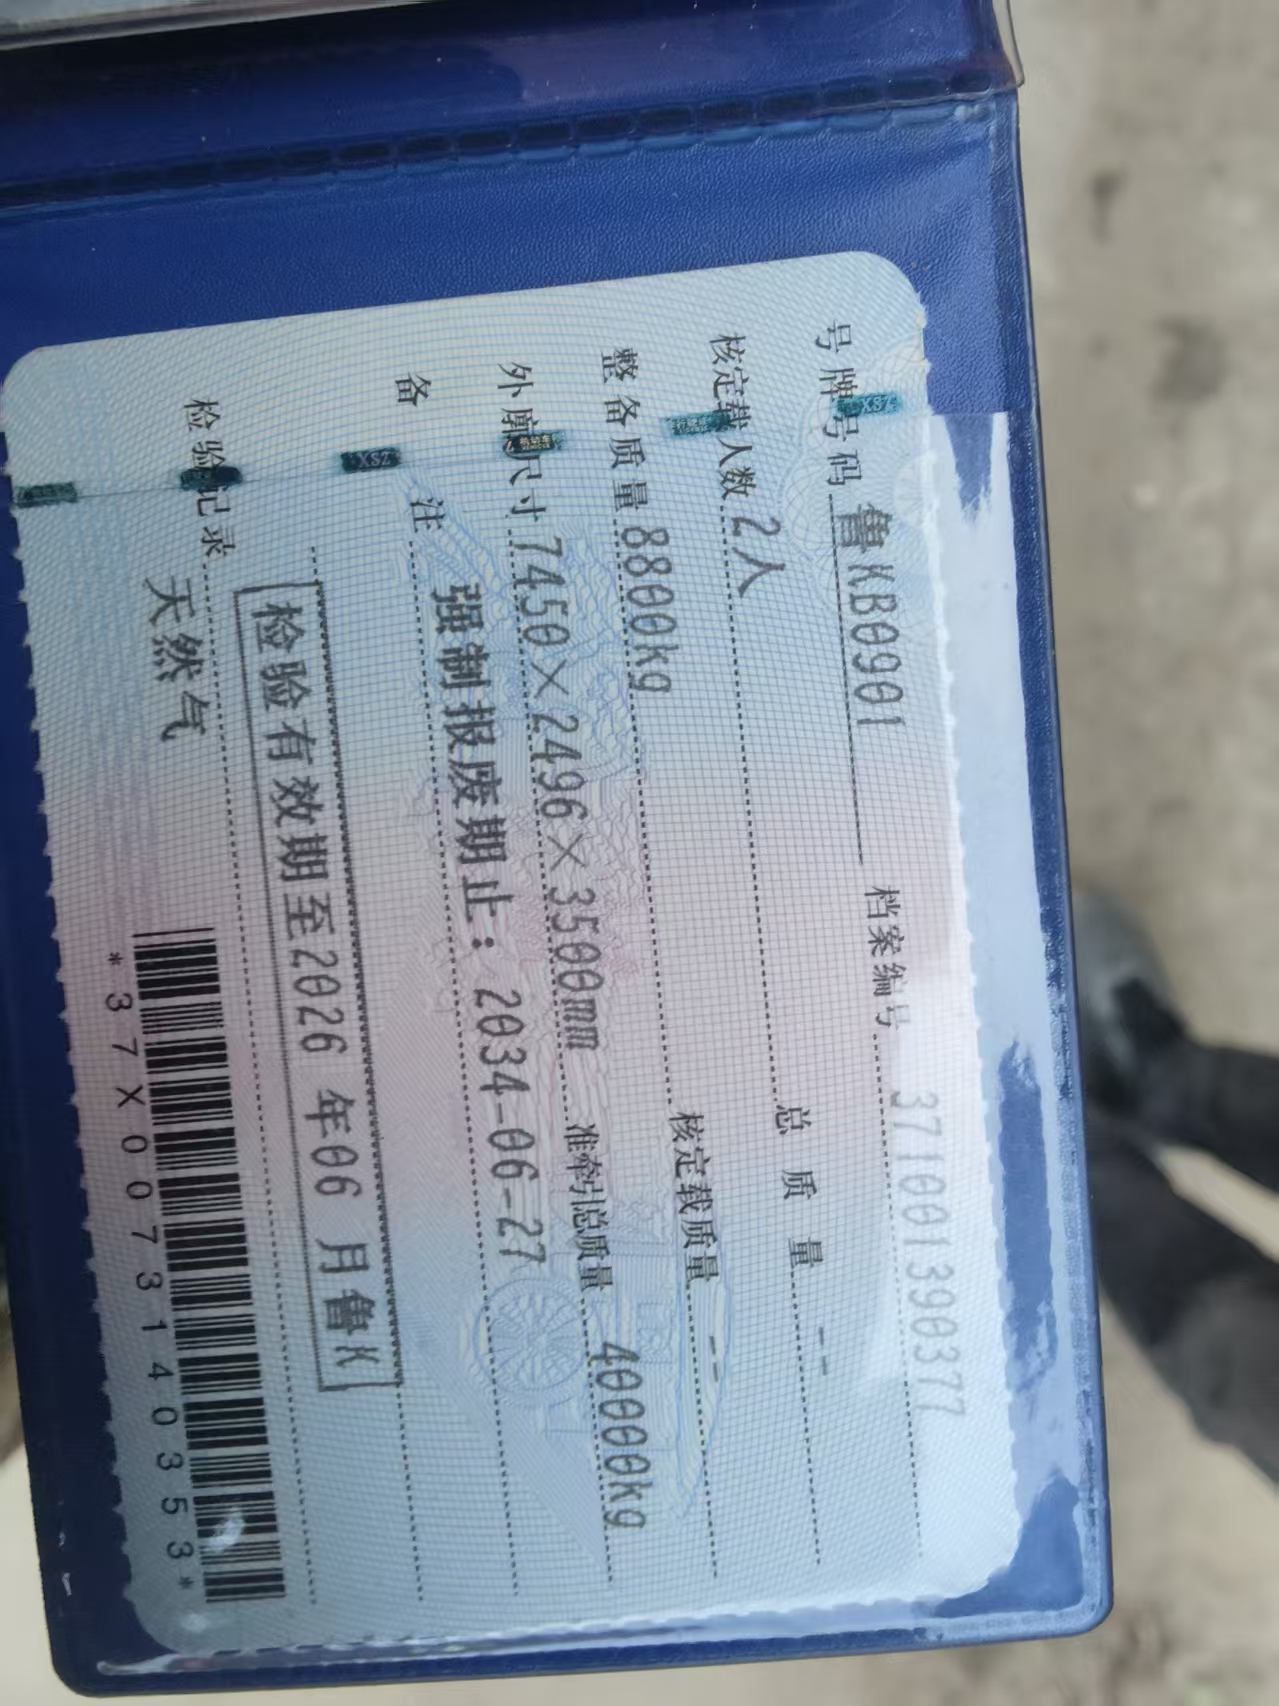 号牌号码 鲁KB0901 档案编号 371001390377
核定载人数 2人 总质量 --
整备质量 8800kg 核定载质量 --
外廓尺寸 7450×2496×3500mm 准牵引总质量 40000kg
备注 强制报废期止：2034-06-27
检验有效期至2026年06月鲁K
检验记录
天然气
*37X0073140353*
XSZ
XSZ